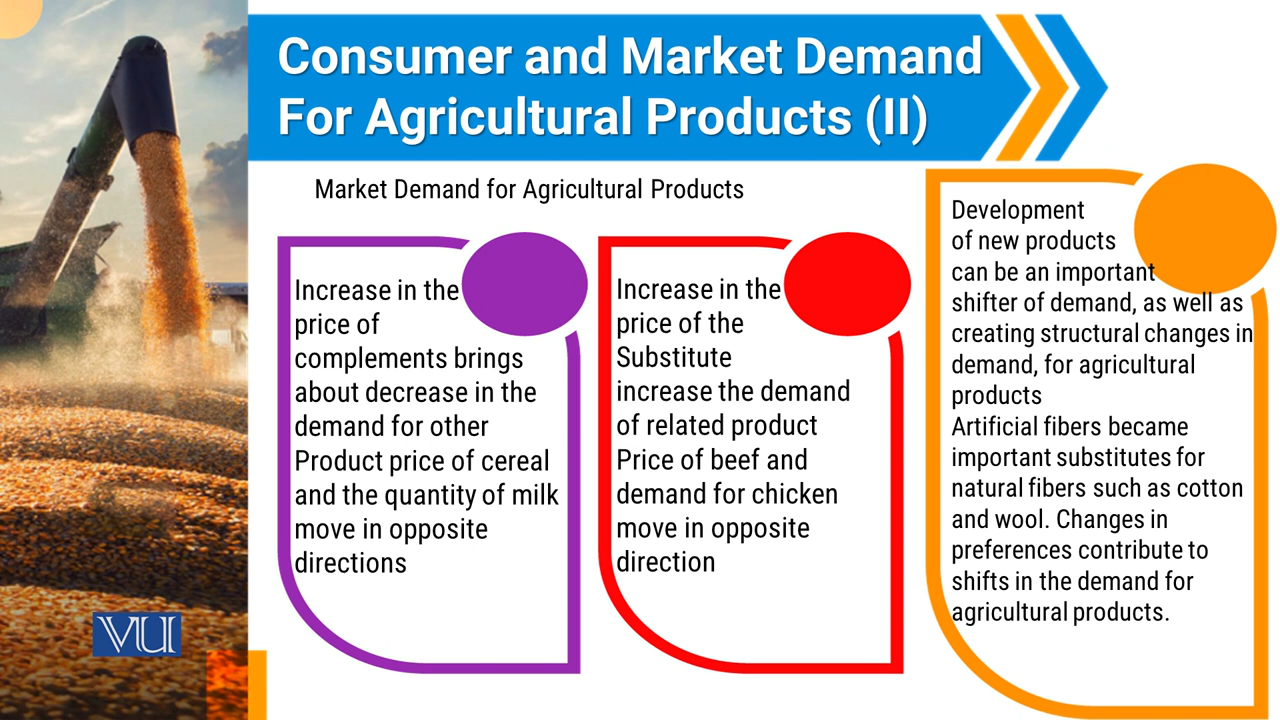 Consumer and Market Demand
For Agricultural Products (II)
Market Demand for Agricultural Products
Increase in the
price of
complements brings
about decrease in the
demand for other
Product price of cereal
and the quantity of milk
move in opposite
directions
Increase in the
price of the
Substitute
increase the demand
of related product
Price of beef and
demand for chicken
move in opposite
direction
Development
of new products
can be an important
shifter of demand, as well as
creating structural changes in
demand, for agricultural
products
Artificial fibers became
important substitutes for
natural fibers such as cotton
and wool. Changes in
preferences contribute to
shifts in the demand for
agricultural products.
VU